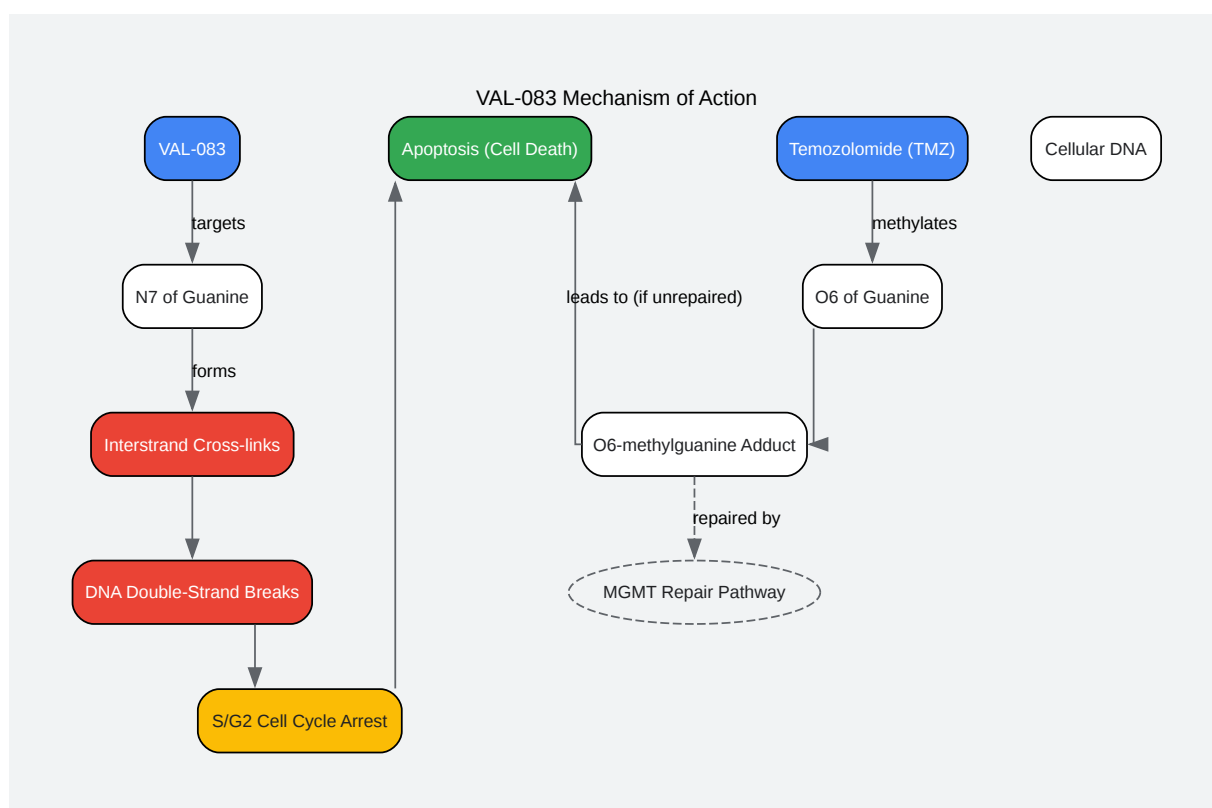 VAL-083 Mechanism of Action
VAL-083
Apoptosis (Cell Death)
Temozolomide (TMZ)
Cellular DNA
targets
methylates
N7 of Guanine
leads to (if unrepaired)
O6 of Guanine
forms
Interstrand Cross-links
O6-methylguanine Adduct
repaired by
DNA Double-Strand Breaks
MGMT Repair Pathway
S/G2 Cell Cycle Arrest